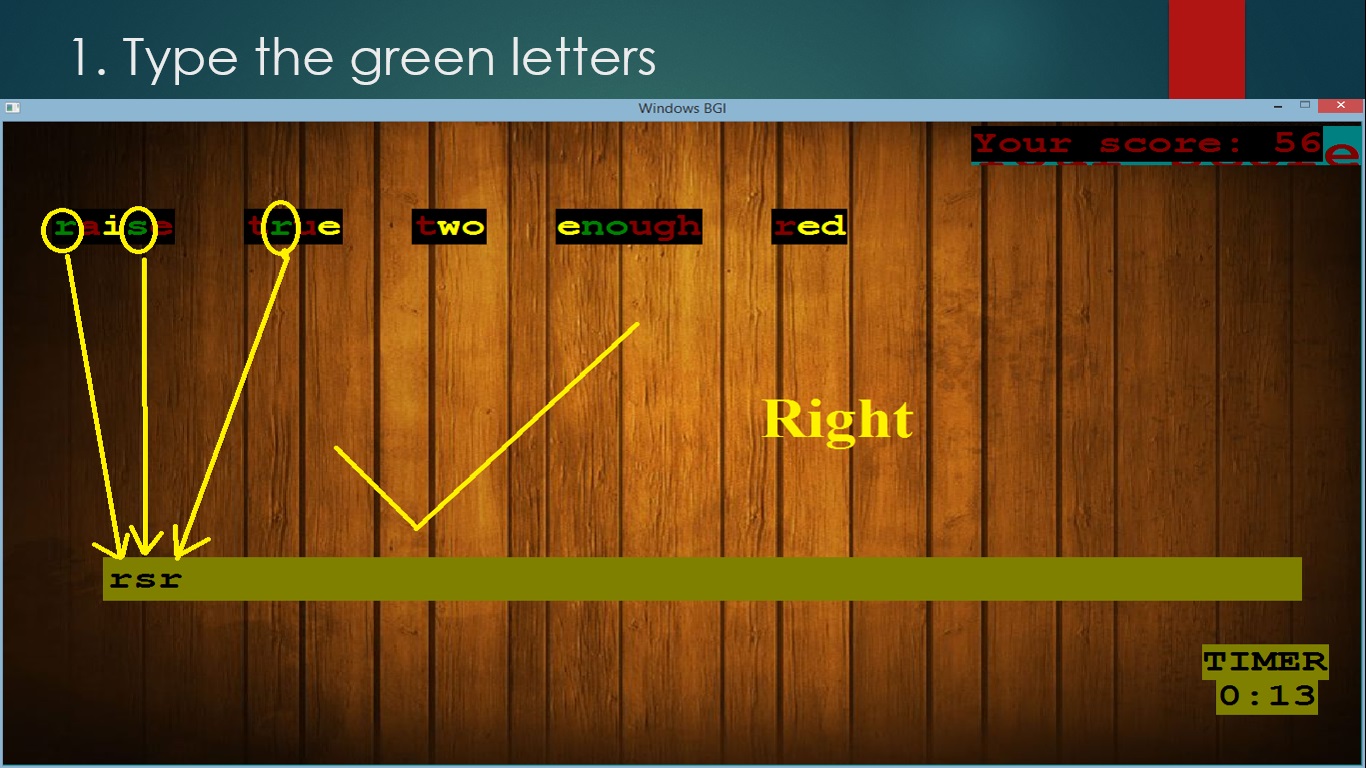 1. Type the green letters
Windows BGI
Your score: 56
raise true two enough red
Right
rsr
TIMER
0:13